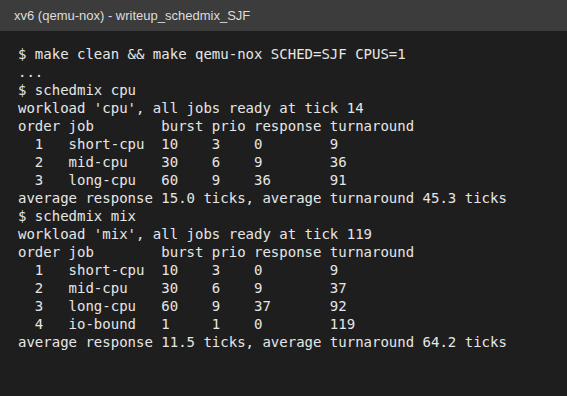 xv6 (qemu-nox) - writeup_schedmix_SJF
$ make clean && make qemu-nox SCHED=SJF CPUS=1
...
$ schedmix cpu
workload 'cpu', all jobs ready at tick 14
order job        burst prio response turnaround
  1   short-cpu  10    3    0        9
  2   mid-cpu    30    6    9        36
  3   long-cpu   60    9    36       91
average response 15.0 ticks, average turnaround 45.3 ticks
$ schedmix mix
workload 'mix', all jobs ready at tick 119
order job        burst prio response turnaround
  1   short-cpu  10    3    0        9
  2   mid-cpu    30    6    9        37
  3   long-cpu   60    9    37       92
  4   io-bound   1     1    0        119
average response 11.5 ticks, average turnaround 64.2 ticks